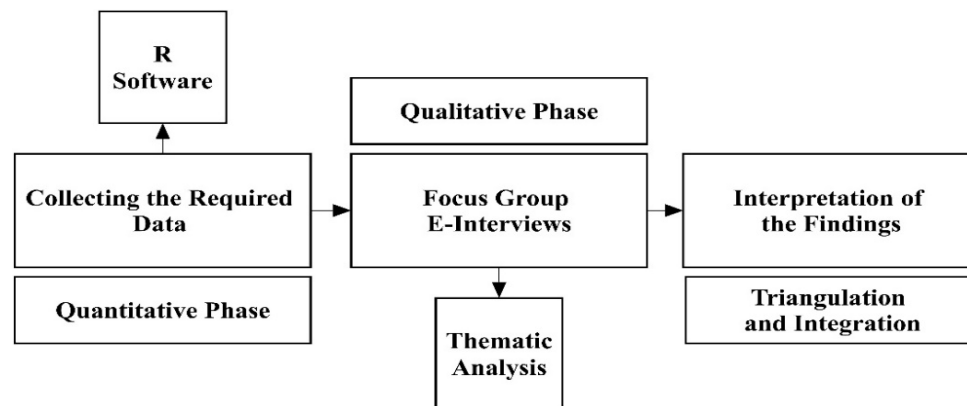 R
Software
Qualitative Phase
Collecting the Required
Data
Focus Group
E-Interviews
Interpretation of
the Findings
Quantitative Phase
Triangulation
and Integration
Thematic
Analysis